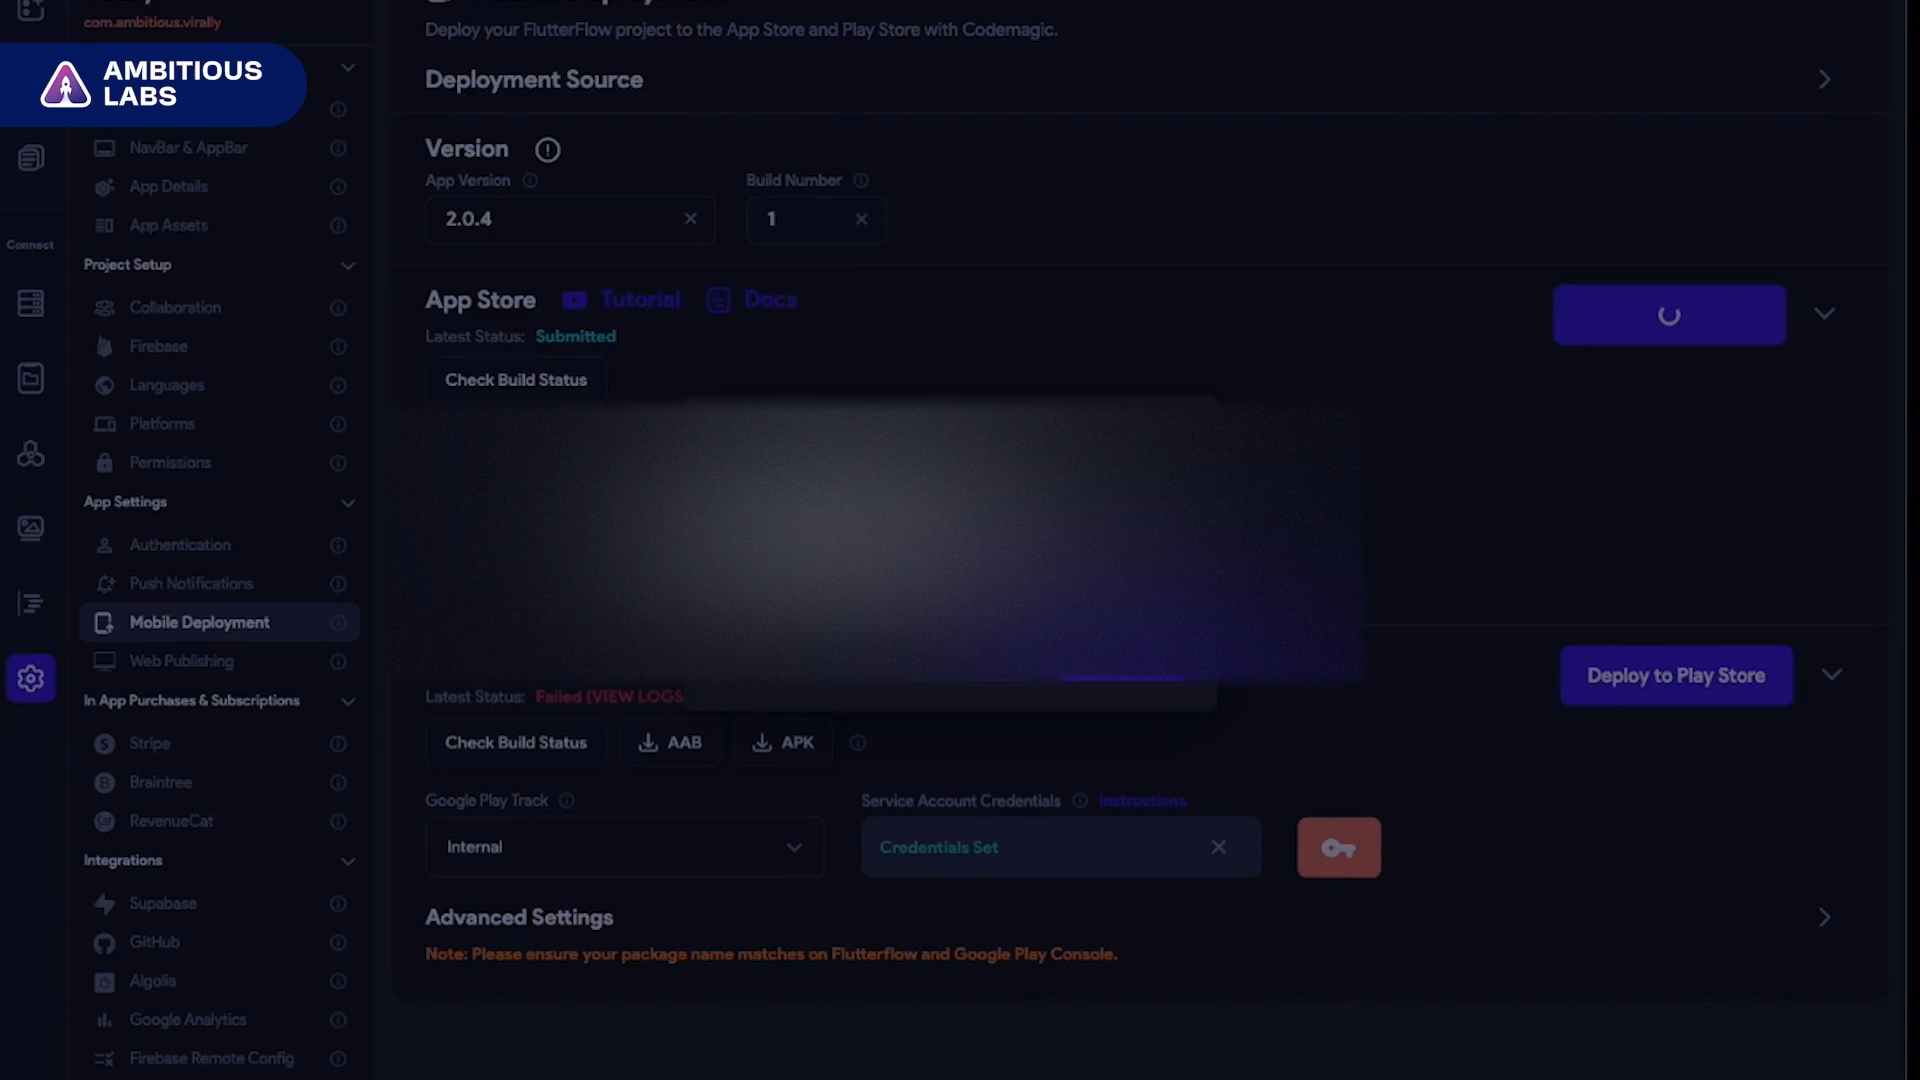 com.ambitious.virally
AMBITIOUS
LABS
NavBar & AppBar
App Details
App Assets
Connect
Project Setup
Collaboration
Firebase
Languages
Platforms
Permissions
App Settings
Authentication
Push Notifications
Mobile Deployment
Web Publishing
In App Purchases & Subscriptions
Stripe
Braintree
RevenueCat
Integrations
Supabase
GitHub
Algolia
Google Analytics
Firebase Remote Config
Deploy your FlutterFlow project to the App Store and Play Store with Codemagic.
Deployment Source
Version
App Version
Build Number
2.0.4
1
App Store
Tutorial
Docs
Latest Status: Submitted
Check Build Status
Deploy to Play Store
Latest Status: Failed (VIEW LOGS
Check Build Status
AAB
APK
Google Play Track
Service Account Credentials
Instructions
Internal
Credentials Set
Advanced Settings
Note: Please ensure your package name matches on Flutterflow and Google Play Console.